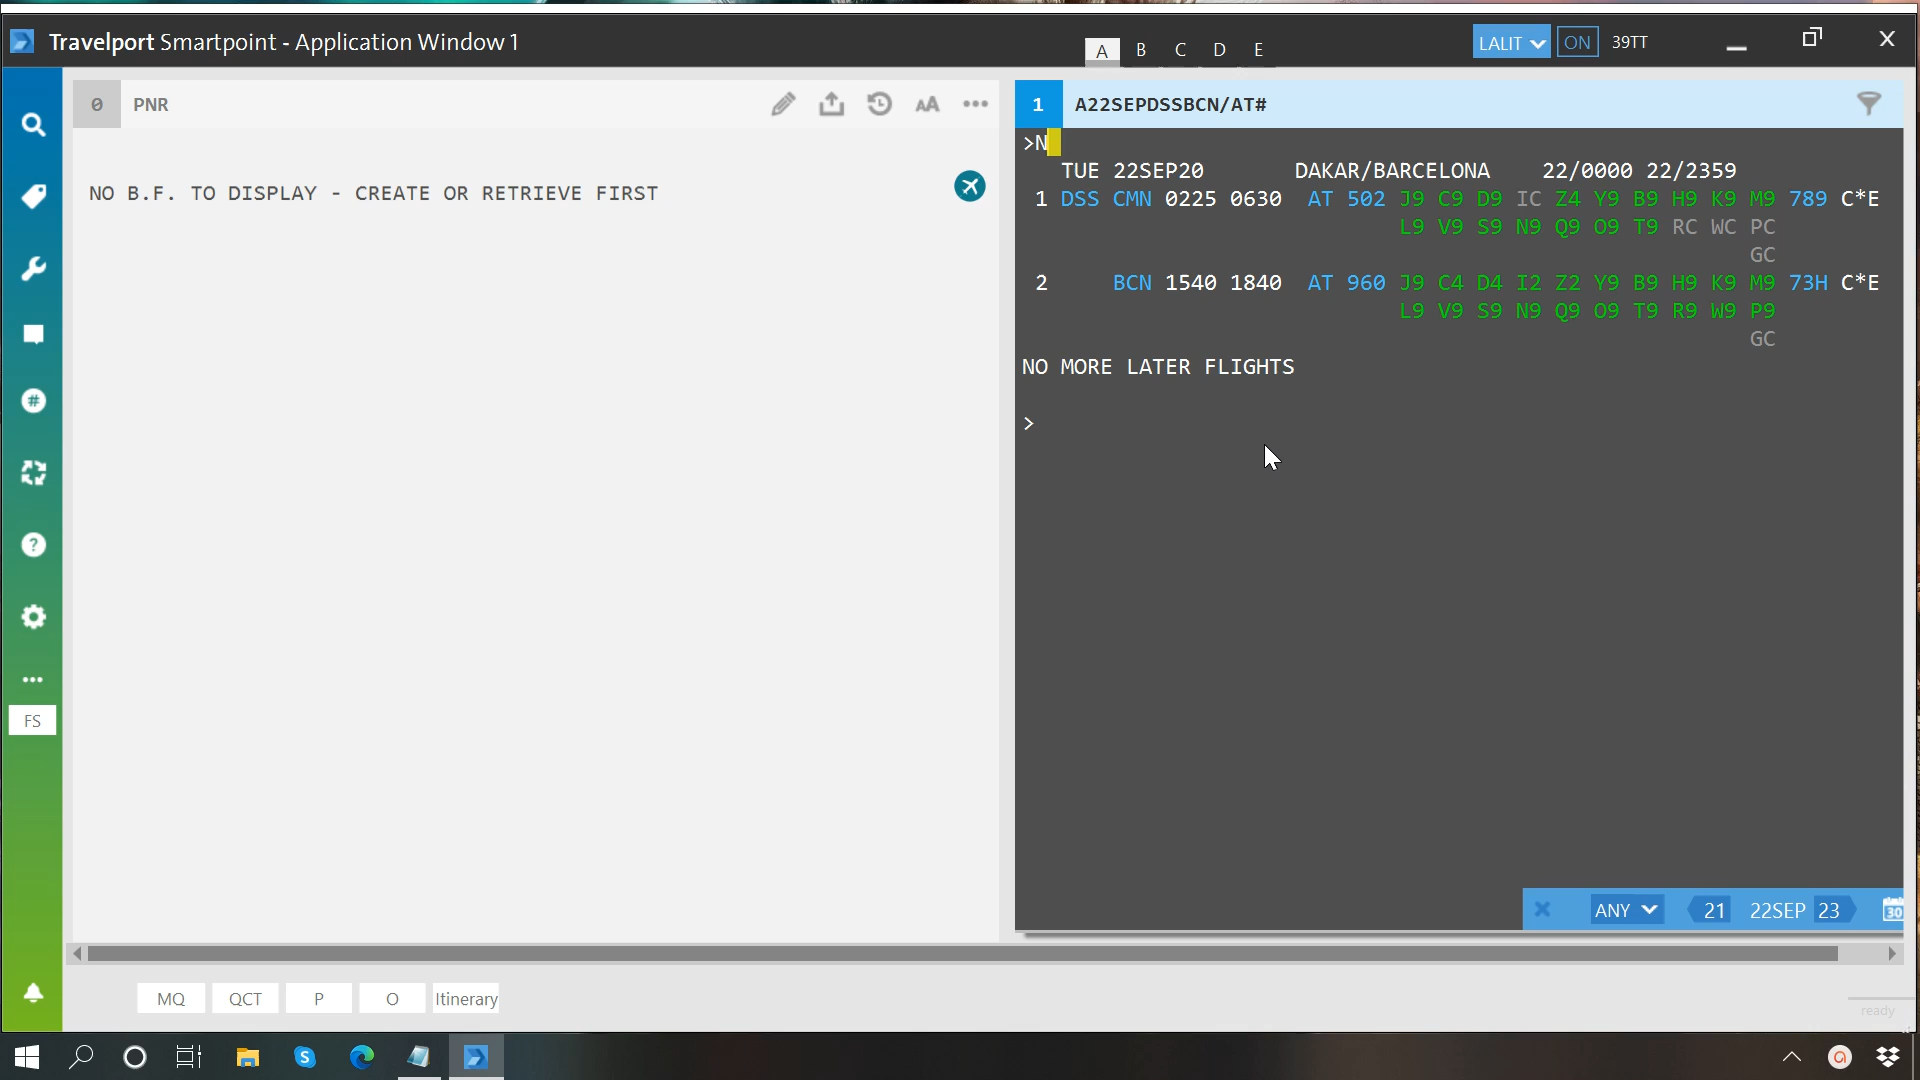 Travelport Smartpoint - Application Window 1
A B C D E
LALIT ON 39TT
0 PNR
AA
NO B.F. TO DISPLAY - CREATE OR RETRIEVE FIRST
1 A22SEPDSSBCN/AT#
>N
TUE 22SEP20 DAKAR/BARCELONA 22/0000 22/2359
1 DSS CMN 0225 0630 AT 502 J9 C9 D9 IC Z4 Y9 B9 H9 K9 M9 789 C*E
L9 V9 S9 N9 Q9 O9 T9 RC WC PC
GC
2 BCN 1540 1840 AT 960 J9 C4 D4 I2 Z2 Y9 B9 H9 K9 M9 73H C*E
L9 V9 S9 N9 Q9 O9 T9 R9 W9 P9
GC
NO MORE LATER FLIGHTS
>
#
?
FS
ANY 21 22SEP 23 30
MQ QCT P O Itinerary
ready